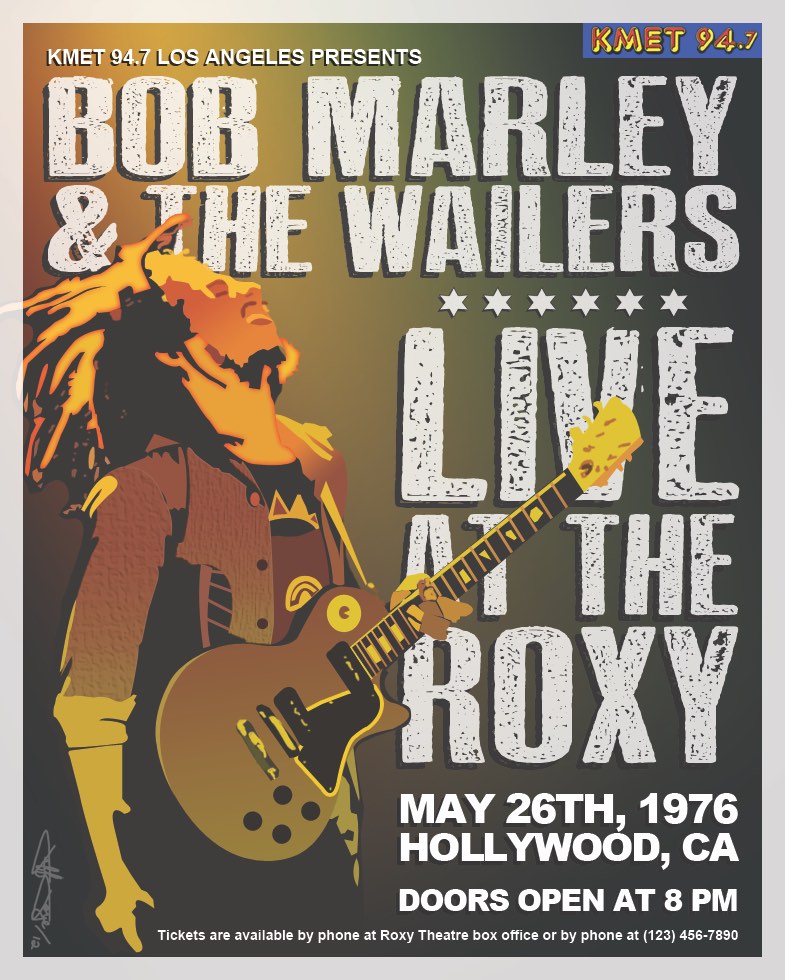 KMET 94.7
KMET 94.7 LOS ANGELES PRESENTS
BOB MARLEY
& THE WAILERS
LIVE
AT THE
ROXY
MAY 26TH, 1976
HOLLYWOOD, CA
DOORS OPEN AT 8 PM
Tickets are available by phone at Roxy Theatre box office or by phone at (123) 456-7890